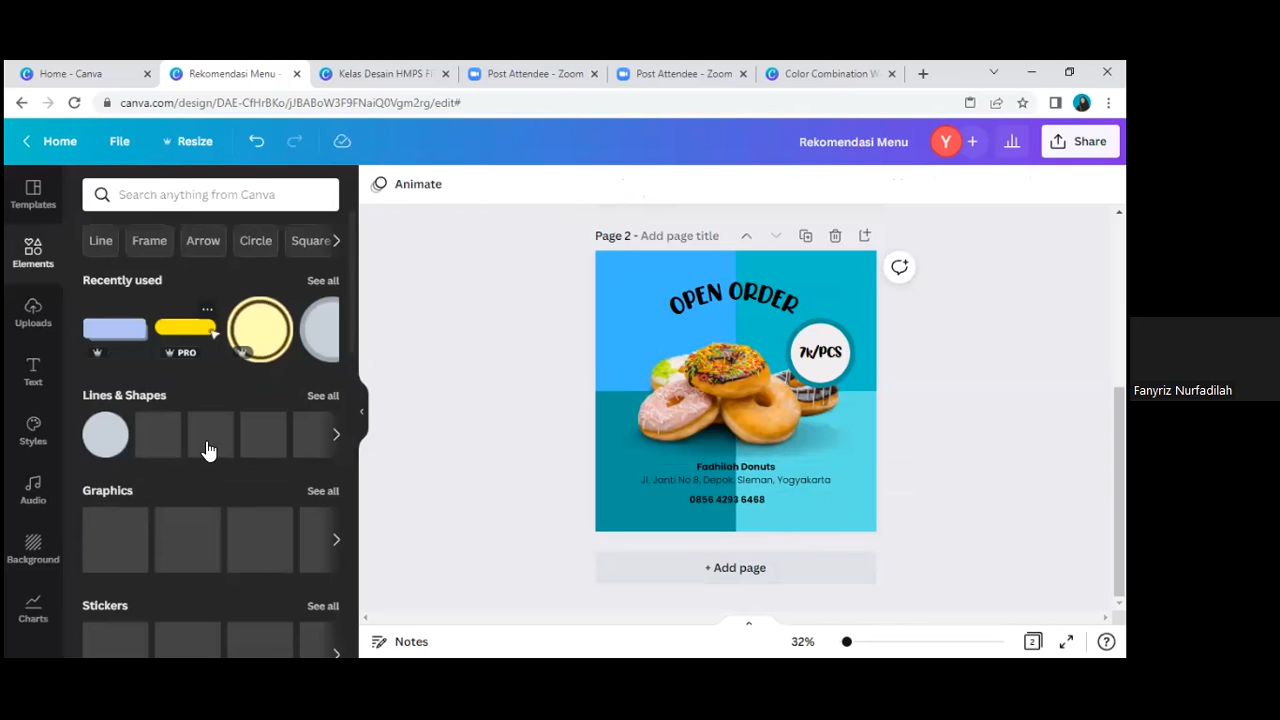 Home - Canva
Rekomendasi Menu -
Kelas Desain HMPS F
Post Attendee - Zoom
Post Attendee - Zoom
Color Combination W
canva.com/design/DAE-CfHrBKo/jJBABoW3F9FNaiQ0Vgm2rg/edit#
Home
File
Resize
Rekomendasi Menu
Y
Share
Templates
Elements
Uploads
Text
Styles
Audio
Background
Charts
Search anything from Canva
Line
Frame
Arrow
Circle
Square
Recently used
See all
PRO
Lines & Shapes
See all
Graphics
See all
Stickers
See all
Animate
Page 2 - Add page title
OPEN ORDER
7k/PCS
Fadhilah Donuts
Jl. Janti No 8, Depok, Sleman, Yogyakarta
0856 4293 6468
+ Add page
Notes
32%
2
Fanyriz Nurfadilah